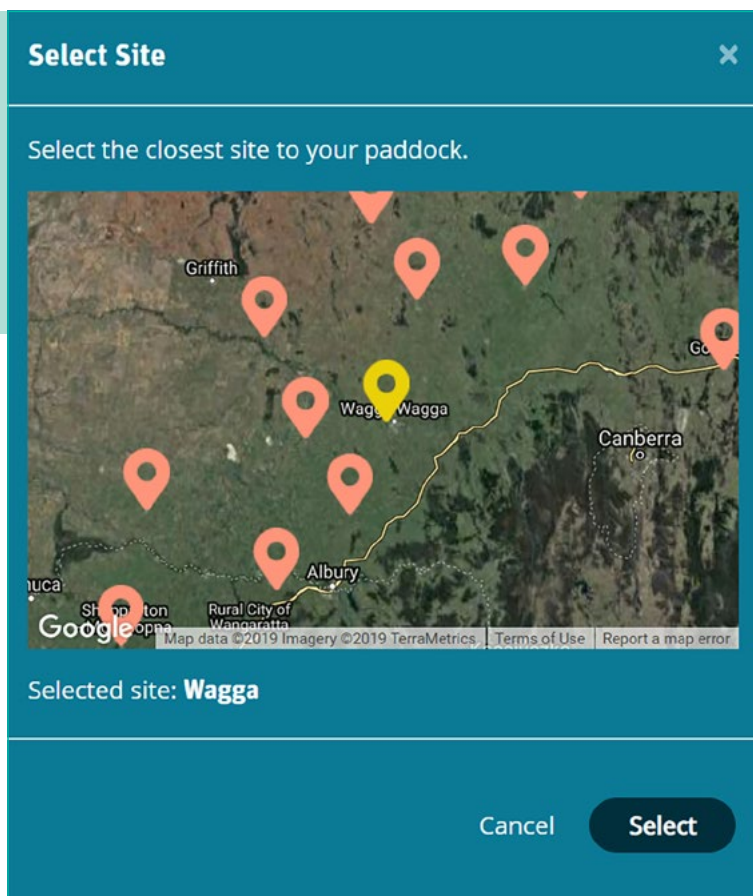 Select Site
×
Select the closest site to your paddock.
Griffith
Wagga Wagga
Canberra
Albury
Rural City of
Wangaratta
Google
Map data ©2019 Imagery ©2019 TerraMetrics
Terms of Use
Report a map error
Selected site: Wagga
Cancel
Select